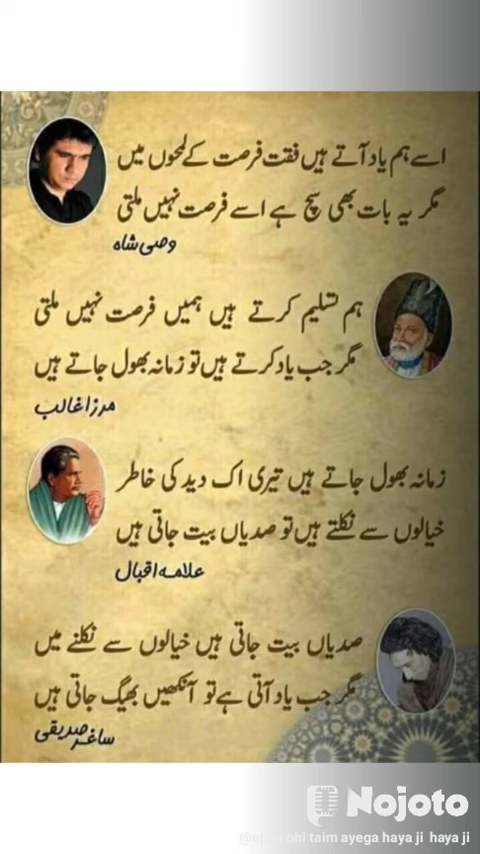 اسے ہم یاد آتے ہیں فقت فرصت کے لمحوں میں
مگر یہ بات بھی سچ ہے اسے فرصت نہیں ملتی
وصی شاہ
ہم تسلیم کرتے ہیں ہمیں فرصت نہیں ملتی
مگر جب یاد کرتے ہیں تو زمانہ بھول جاتے ہیں
مرزا غالب
زمانہ بھول جاتے ہیں تیری اک دید کی خاطر
خیالوں سے نکلتے ہیں تو صدیاں بیت جاتی ہیں
علامہ اقبال
صدیاں بیت جاتی ہیں خیالوں سے نکلنے میں
مگر جب یاد آتی ہے تو آنکھیں بھیگ جاتی ہیں
ساغر صدیقی
Nojoto
bhi taim ayega haya ji haya ji